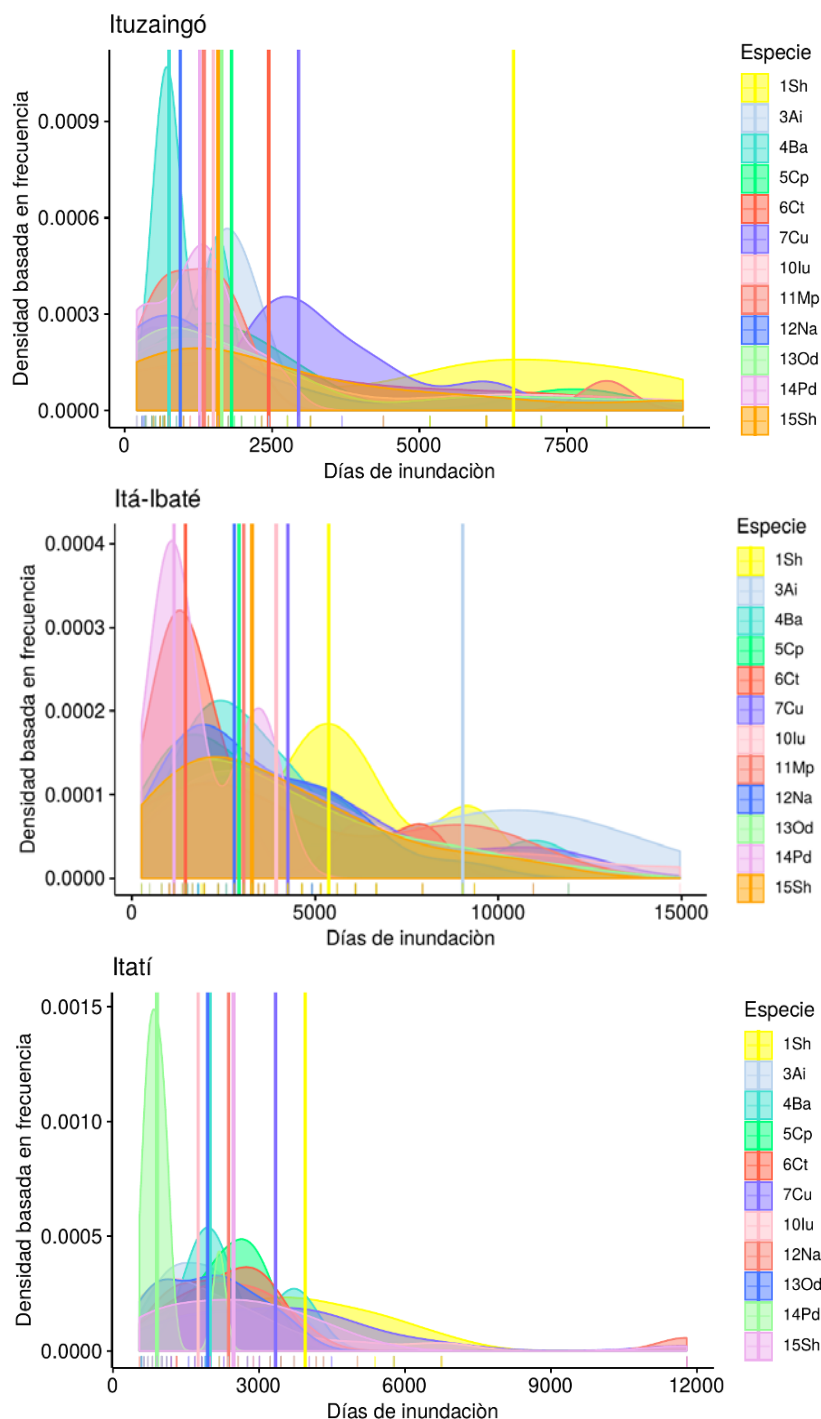 Ituzaingó
Densidad basada en frecuencia
0.0009
0.0006
0.0003
0.0000
0
2500
5000
7500
Días de inundaciòn
Especie
1Sh
3Ai
4Ba
5Cp
6Ct
7Cu
10Iu
11Mp
12Na
13Od
14Pd
15Sh
Itá-Ibaté
Densidad basada en frecuencia
0.0004
0.0003
0.0002
0.0001
0.0000
0
5000
10000
15000
Días de inundaciòn
Especie
1Sh
3Ai
4Ba
5Cp
6Ct
7Cu
10Iu
11Mp
12Na
13Od
14Pd
15Sh
Itatí
Densidad basada en frecuencia
0.0015
0.0010
0.0005
0.0000
0
3000
6000
9000
12000
Días de inundaciòn
Especie
1Sh
3Ai
4Ba
5Cp
6Ct
7Cu
10Iu
12Na
13Od
14Pd
15Sh